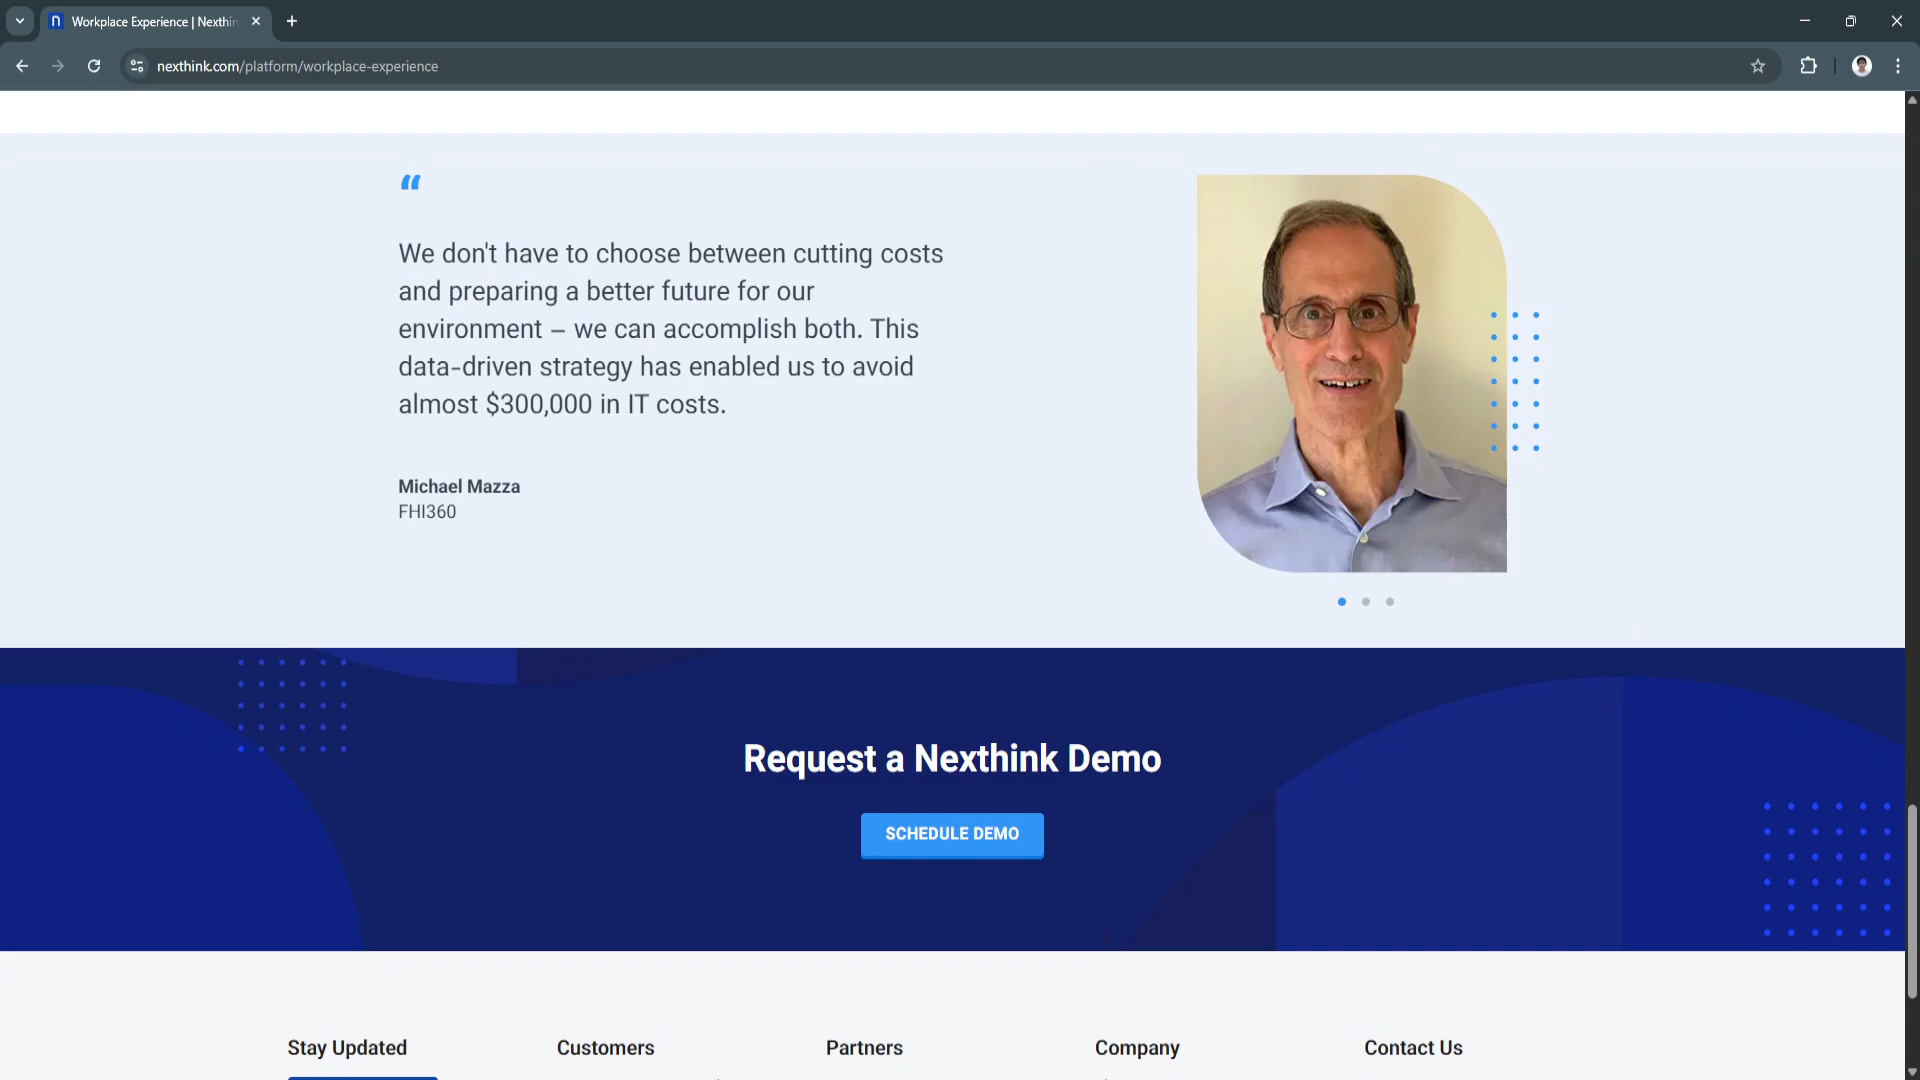 Workplace Experience | Nexthin
nexthink.com/platform/workplace-experience
“
We don't have to choose between cutting costs
and preparing a better future for our
environment – we can accomplish both. This
data-driven strategy has enabled us to avoid
almost $300,000 in IT costs.
Michael Mazza
FHI360
Request a Nexthink Demo
SCHEDULE DEMO
Stay Updated
Customers
Partners
Company
Contact Us